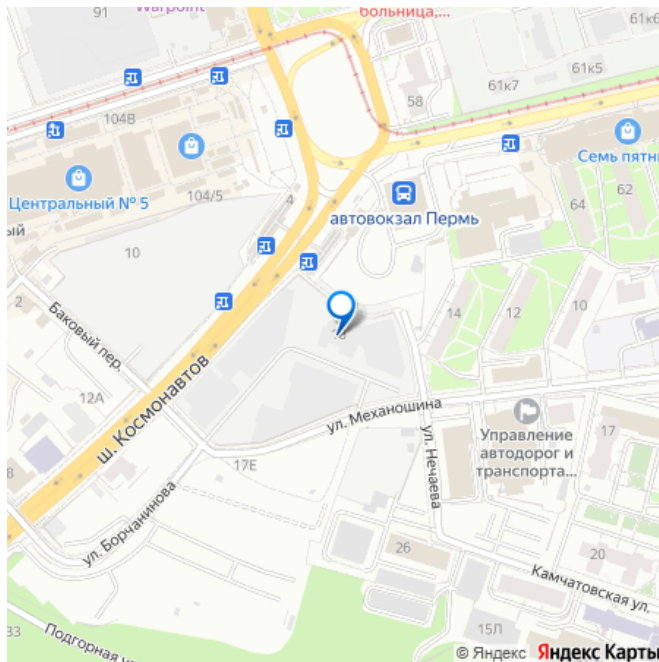 91
Warpoint
больница,...
61к6
61к5
61к7
58
104В
Семь пятни
Центральный № 5
104/5
4
64
62
автовокзал Пермь
ый
10
2
Баковый пер.
14
12
10
ш. Космонавтов
12А
ул. Механошина
ул. Нечаева
Управление
автодорог и
транспорта...
17
8
17Е
ул. Борчанинова
26
20
Камчатовская ул.
33
Подгорная
15Л
© Яндекс Яндекс Карты